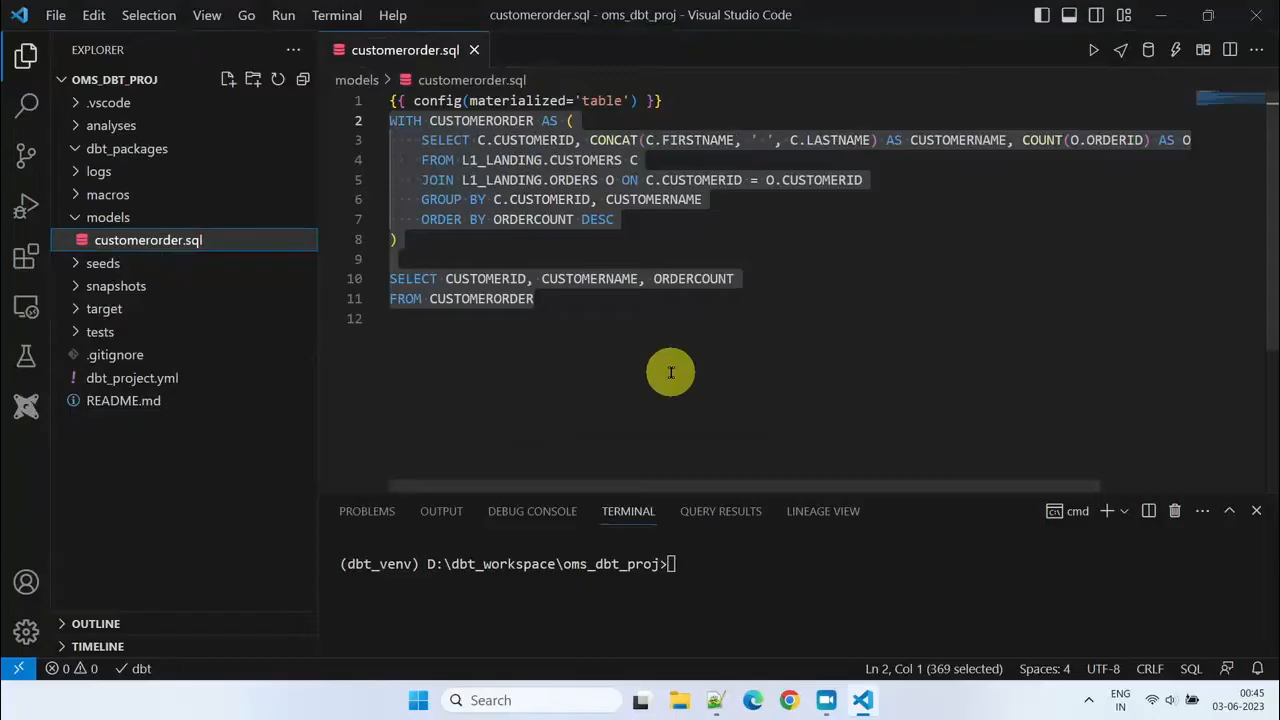 File Edit Selection View Go Run Terminal Help
customerorder.sql - oms_dbt_proj - Visual Studio Code
EXPLORER
OMS_DBT_PROJ
.vscode
analyses
dbt_packages
logs
macros
models
customerorder.sql
seeds
snapshots
target
tests
.gitignore
! dbt_project.yml
README.md
OUTLINE
TIMELINE
customerorder.sql
models > customerorder.sql
1 {{ config(materialized='table') }}
2 WITH CUSTOMERORDER AS (
3 SELECT C.CUSTOMERID, CONCAT(C.FIRSTNAME, ' ', C.LASTNAME) AS CUSTOMERNAME, COUNT(O.ORDERID) AS O
4 FROM L1_LANDING.CUSTOMERS C
5 JOIN L1_LANDING.ORDERS O ON C.CUSTOMERID = O.CUSTOMERID
6 GROUP BY C.CUSTOMERID, CUSTOMERNAME
7 ORDER BY ORDERCOUNT DESC
8 )
9
10 SELECT CUSTOMERID, CUSTOMERNAME, ORDERCOUNT
11 FROM CUSTOMERORDER
12
PROBLEMS OUTPUT DEBUG CONSOLE TERMINAL QUERY RESULTS LINEAGE VIEW
cmd
(dbt_venv) D:\dbt_workspace\oms_dbt_proj>
0 0 dbt
Ln 2, Col 1 (369 selected) Spaces: 4 UTF-8 CRLF SQL
Search
ENG
IN
00:45
03-06-2023